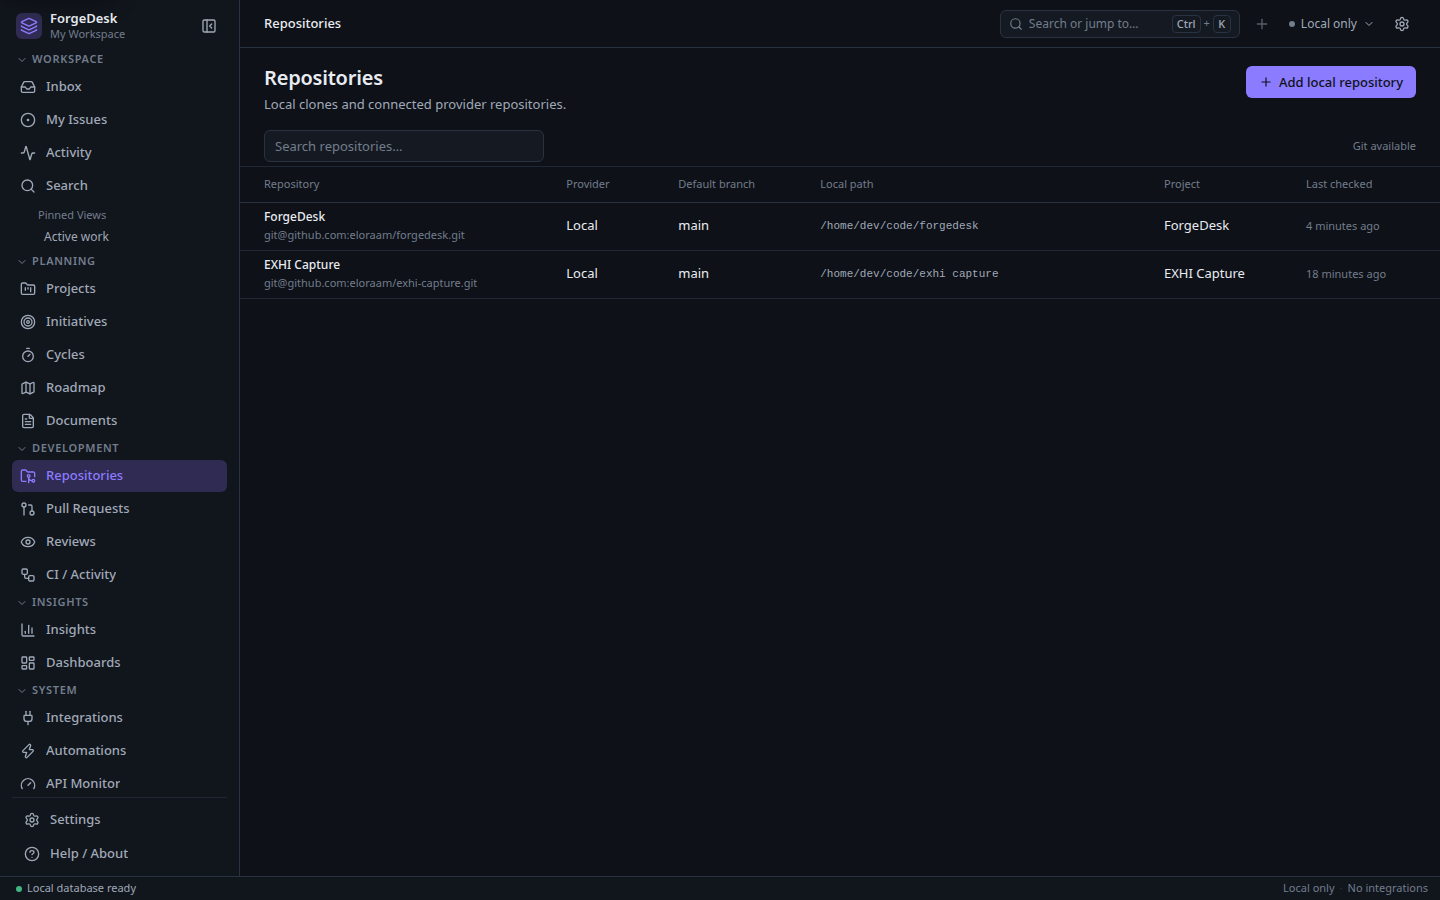 ForgeDesk
My Workspace
WORKSPACE
Inbox
My Issues
Activity
Search
Pinned Views
Active work
PLANNING
Projects
Initiatives
Cycles
Roadmap
Documents
DEVELOPMENT
Repositories
Pull Requests
Reviews
CI / Activity
INSIGHTS
Insights
Dashboards
SYSTEM
Integrations
Automations
API Monitor
Settings
Help / About
Repositories
Search or jump to... Ctrl + K
Local only
Repositories
Local clones and connected provider repositories.
Add local repository
Search repositories...
Git available
Repository Provider Default branch Local path Project Last checked
ForgeDesk
git@github.com:eloraam/forgedesk.git
Local main /home/dev/code/forgedesk ForgeDesk 4 minutes ago
EXHI Capture
git@github.com:eloraam/exhi-capture.git
Local main /home/dev/code/exhi capture EXHI Capture 18 minutes ago
Local database ready
Local only · No integrations